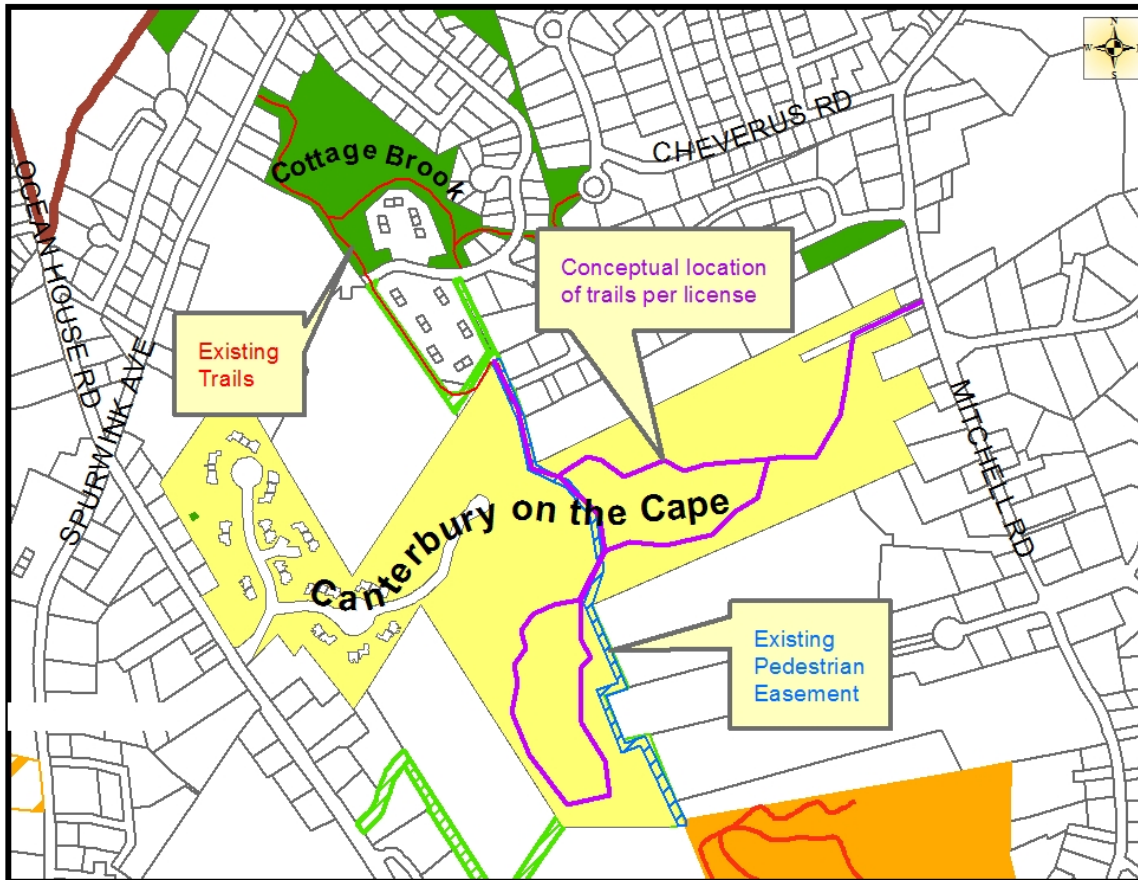 N
W
S
Cottage Brook
CHEVERUS RD
OCEAN HOUSE RD
SPURWINK AVE
Conceptual location
of trails per license
Existing
Trails
MITCHELL RD
Canterbury on the Cape
Existing
Pedestrian
Easement